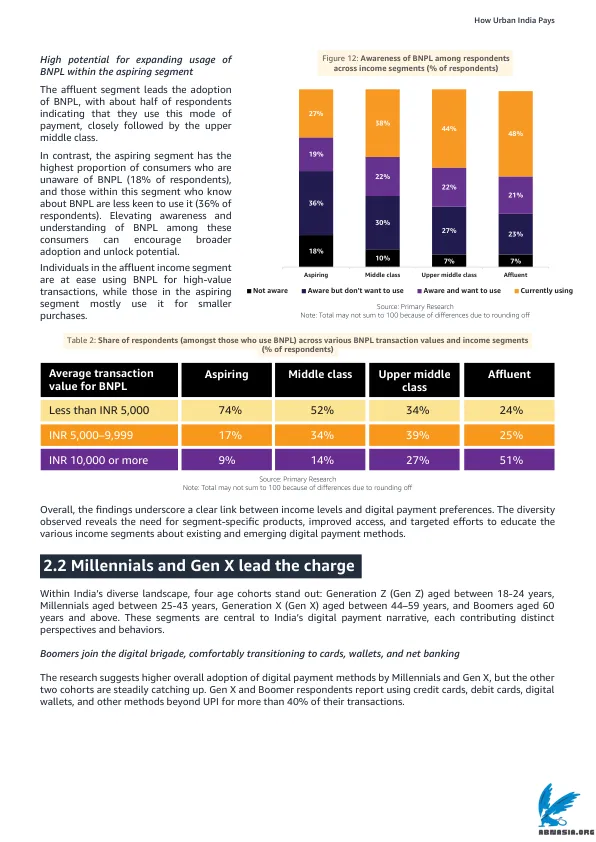 How Urban India Pays
High potential for expanding usage of
BNPL within the aspiring segment
The affluent segment leads the adoption
of BNPL, with about half of respondents
indicating that they use this mode of
payment, closely followed by the upper
middle class.
In contrast, the aspiring segment has the
highest proportion of consumers who are
unaware of BNPL (18% of respondents),
and those within this segment who know
about BNPL are less keen to use it (36% of
respondents). Elevating awareness and
understanding of BNPL among these
consumers can encourage broader
adoption and unlock potential.
Individuals in the affluent income segment
are at ease using BNPL for high-value
transactions, while those in the aspiring
segment mostly use it for smaller
purchases.
Figure 12: Awareness of BNPL among respondents
across income segments (% of respondents)
27% 38% 44% 48%
19% 22% 22% 21%
36% 30% 27% 23%
18% 10% 7% 7%
Aspiring Middle class Upper middle class Affluent
Not aware Aware but don't want to use Aware and want to use Currently using
Source: Primary Research
Note: Total may not sum to 100 because of differences due to rounding off
Table 2: Share of respondents (amongst those who use BNPL) across various BNPL transaction values and income segments
(% of respondents)
Average transaction
value for BNPL
Aspiring
Middle class
Upper middle
class
Affluent
Less than INR 5,000 74% 52% 34% 24%
INR 5,000–9,999 17% 34% 39% 25%
INR 10,000 or more 9% 14% 27% 51%
Source: Primary Research
Note: Total may not sum to 100 because of differences due to rounding off
Overall, the findings underscore a clear link between income levels and digital payment preferences. The diversity
observed reveals the need for segment-specific products, improved access, and targeted efforts to educate the
various income segments about existing and emerging digital payment methods.
2.2 Millennials and Gen X lead the charge
Within India's diverse landscape, four age cohorts stand out: Generation Z (Gen Z) aged between 18-24 years,
Millennials aged between 25-43 years, Generation X (Gen X) aged between 44–59 years, and Boomers aged 60
years and above. These segments are central to India's digital payment narrative, each contributing distinct
perspectives and behaviors.
Boomers join the digital brigade, comfortably transitioning to cards, wallets, and net banking
The research suggests higher overall adoption of digital payment methods by Millennials and Gen X, but the other
two cohorts are steadily catching up. Gen X and Boomer respondents report using credit cards, debit cards, digital
wallets, and other methods beyond UPI for more than 40% of their transactions.
ABNASIA.ORG